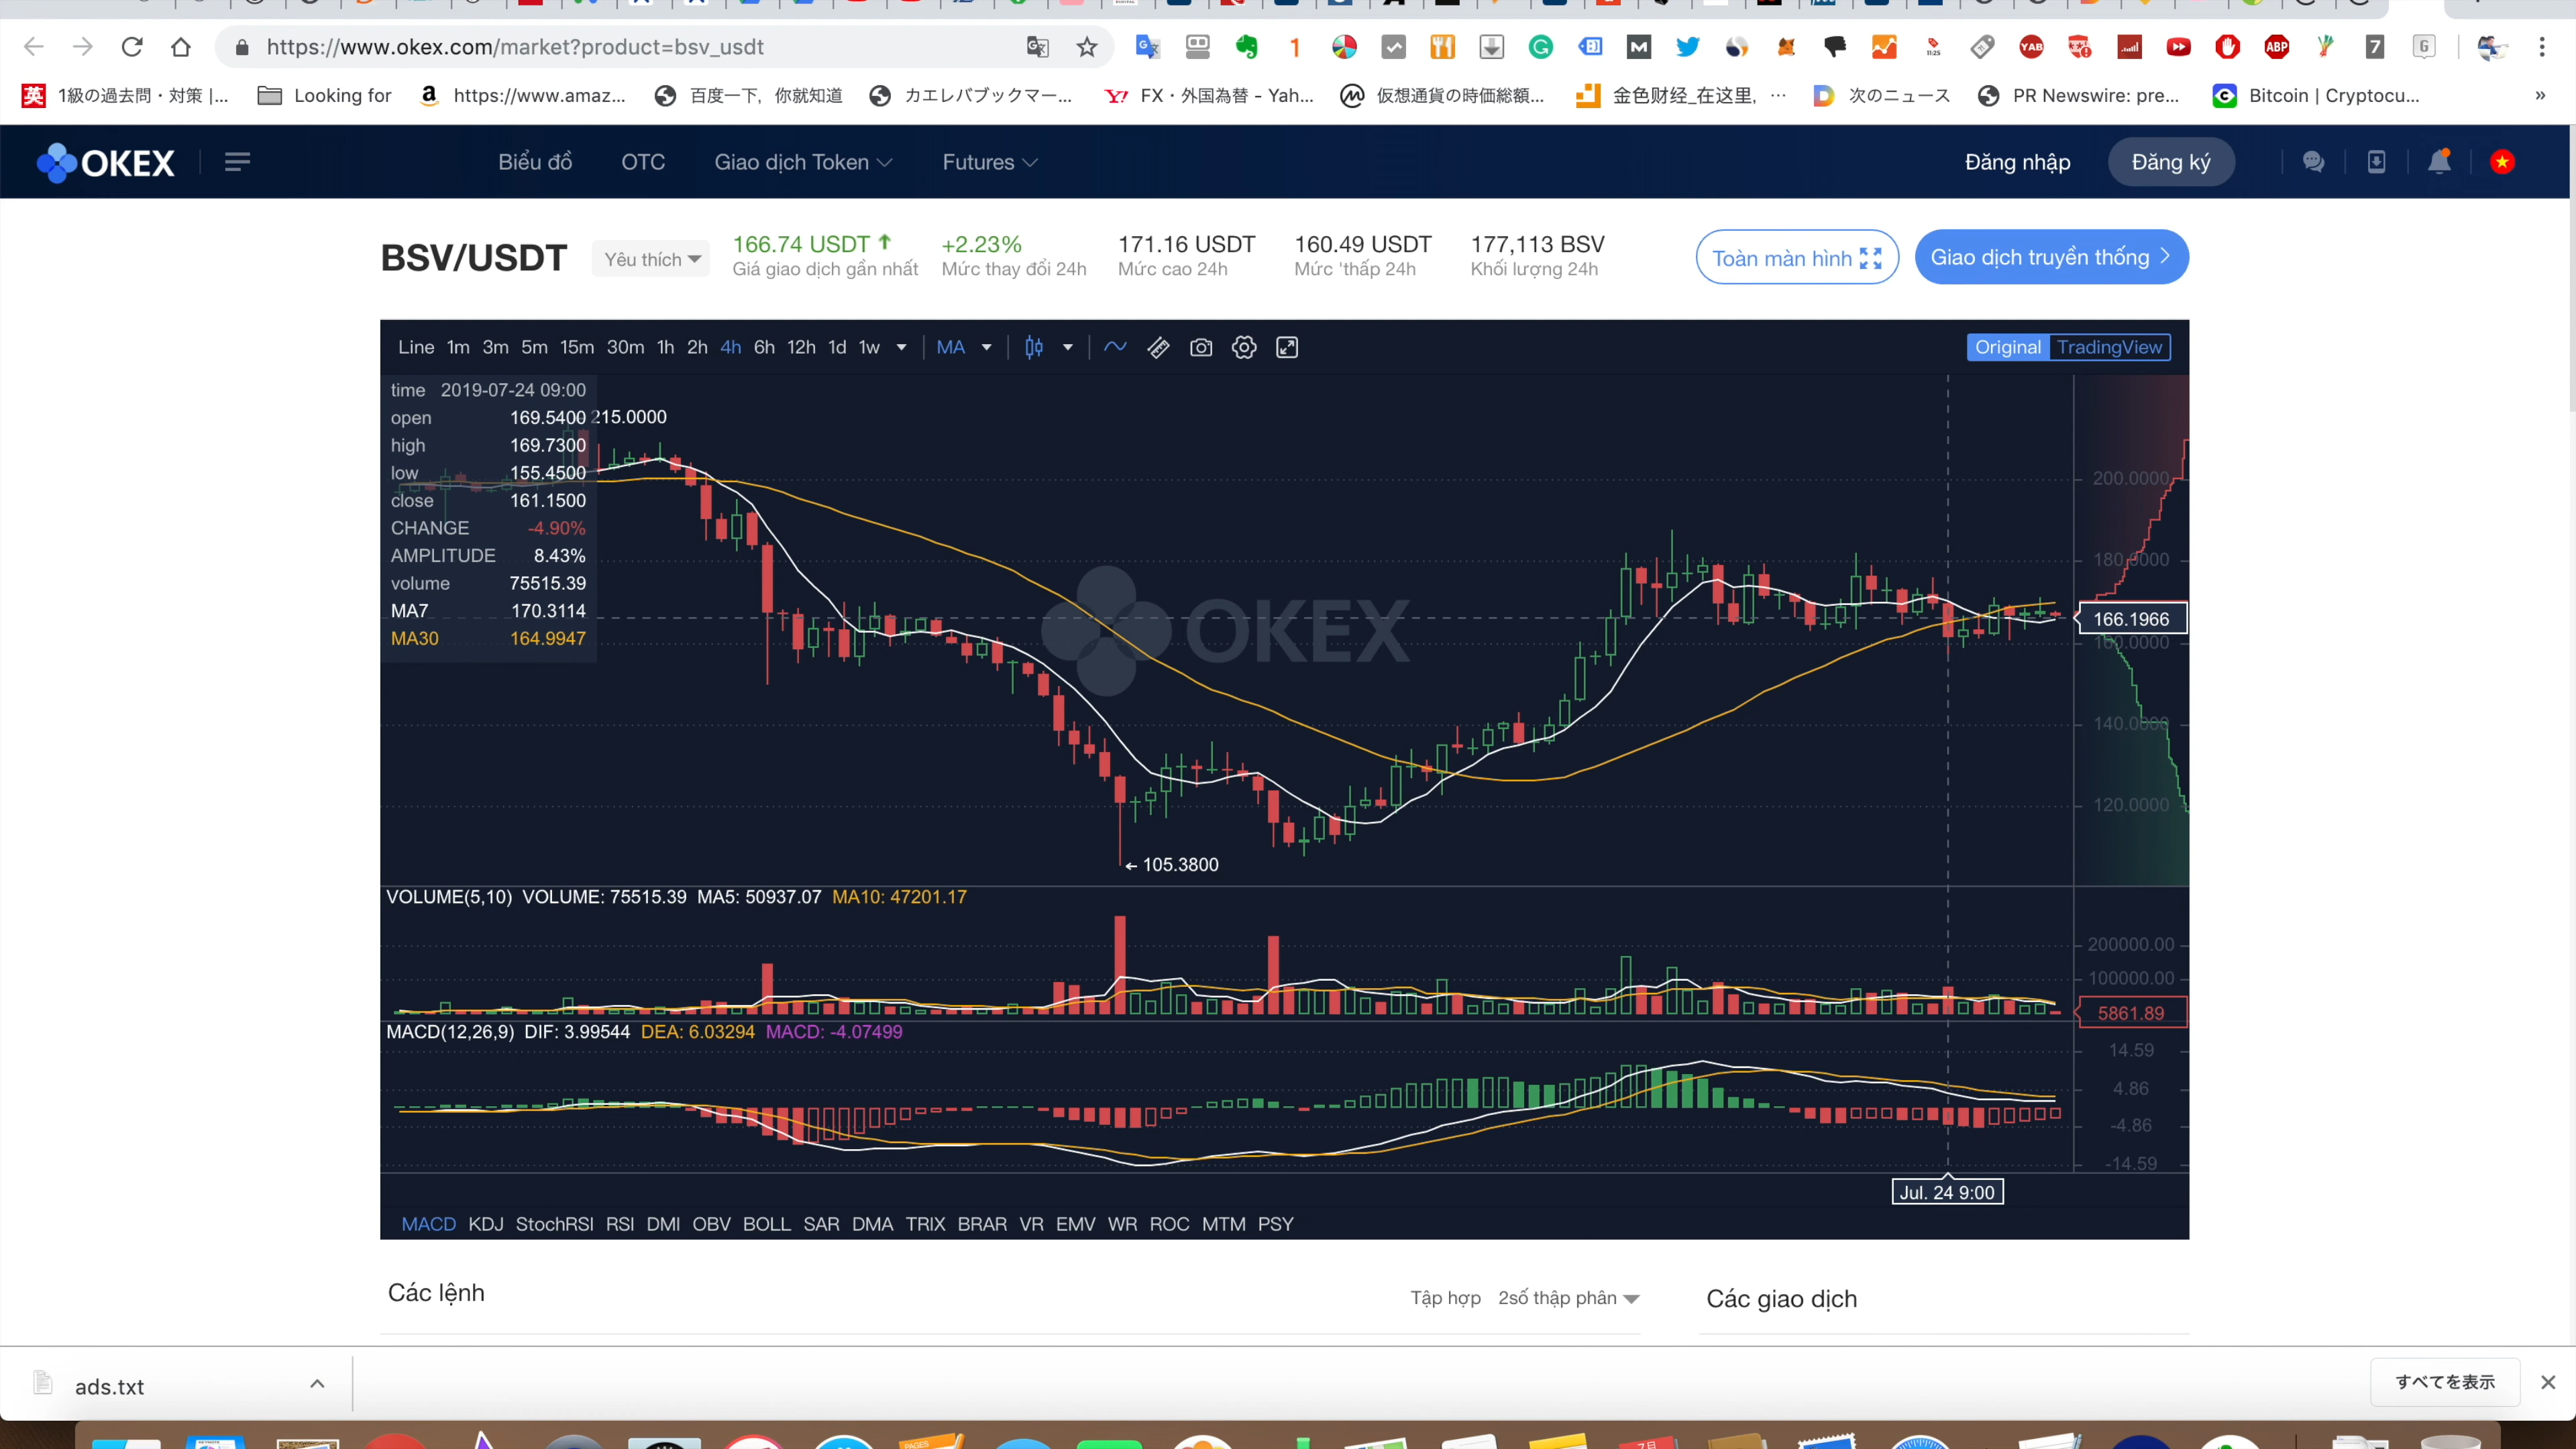 https://www.okex.com/market?product=bsv_usdt
1級の過去問・対策 |... Looking for https://www.amaz... 百度一下，你就知道 カエレバブックマー... FX・外国為替 - Yah... 仮想通貨の時価総額... 金色财经_在这里, ... 次のニュース PR Newswire: pre... Bitcoin | Cryptocu... »
OKEX Biểu đồ OTC Giao dịch Token Futures Đăng nhập Đăng ký
BSV/USDT Yêu thích 166.74 USDT +2.23% 171.16 USDT 160.49 USDT 177,113 BSV Toàn màn hình Giao dịch truyền thống
Giá giao dịch gần nhất Mức thay đổi 24h Mức cao 24h Mức 'thấp 24h Khối lượng 24h
Line 1m 3m 5m 15m 30m 1h 2h 4h 6h 12h 1d 1w MA Original TradingView
time 2019-07-24 09:00
open 169.5400 215.0000
high 169.7300
low 155.4500
close 161.1500
CHANGE -4.90%
AMPLITUDE 8.43%
volume 75515.39
MA7 170.3114
MA30 164.9947
200.0000
180.0000
166.1966
160.0000
140.0000
120.0000
OKEX
← 105.3800
VOLUME(5,10) VOLUME: 75515.39 MA5: 50937.07 MA10: 47201.17
200000.00
100000.00
5861.89
MACD(12,26,9) DIF: 3.99544 DEA: 6.03294 MACD: -4.07499
14.59
4.86
-4.86
-14.59
Jul. 24 9:00
MACD KDJ StochRSI RSI DMI OBV BOLL SAR DMA TRIX BRAR VR EMV WR ROC MTM PSY
Các lệnh Tập hợp 2số thập phân Các giao dịch
ads.txt すべてを表示